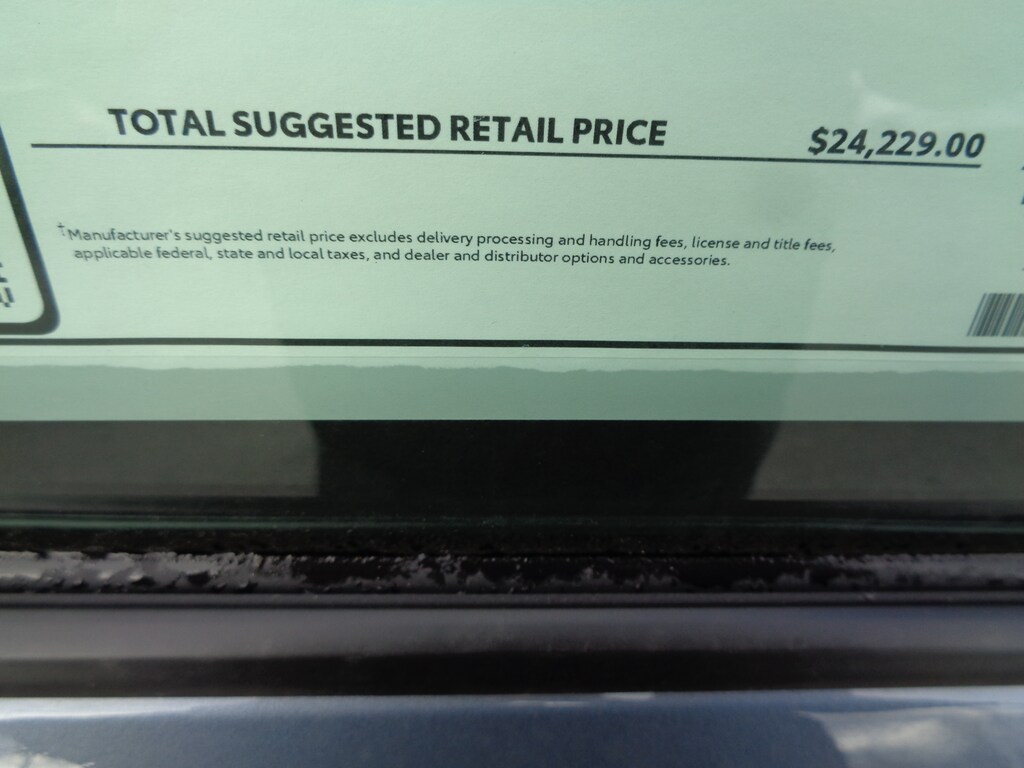 TOTAL SUGGESTED RETAIL PRICE $24,229.00
†Manufacturer's suggested retail price excludes delivery processing and handling fees, license and title fees,
applicable federal, state and local taxes, and dealer and distributor options and accessories.